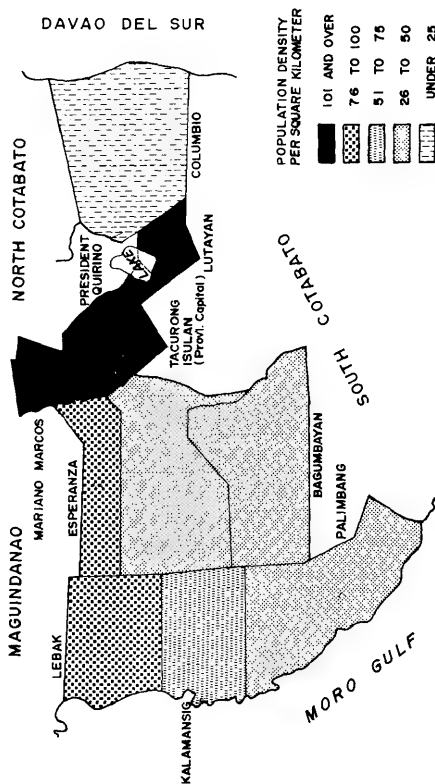 DAVAO DEL SUR
NORTH COTABATO
MAGUINDANAO
COLUMBIO
PRESIDENT
QUIRINO
LAKE
LUTAYAN
TACURONG
ISULAN
(Provl. Capital)
MARIANO MARCOS
ESPERANZA
LEBAK
KALAMANSIG
BAGUMBAYAN
PALIMBANG
SOUTH COTABATO
MORO GULF
POPULATION DENSITY
PER SQUARE KILOMETER
101 AND OVER
76 TO 100
51 TO 75
26 TO 50
UNDER 25